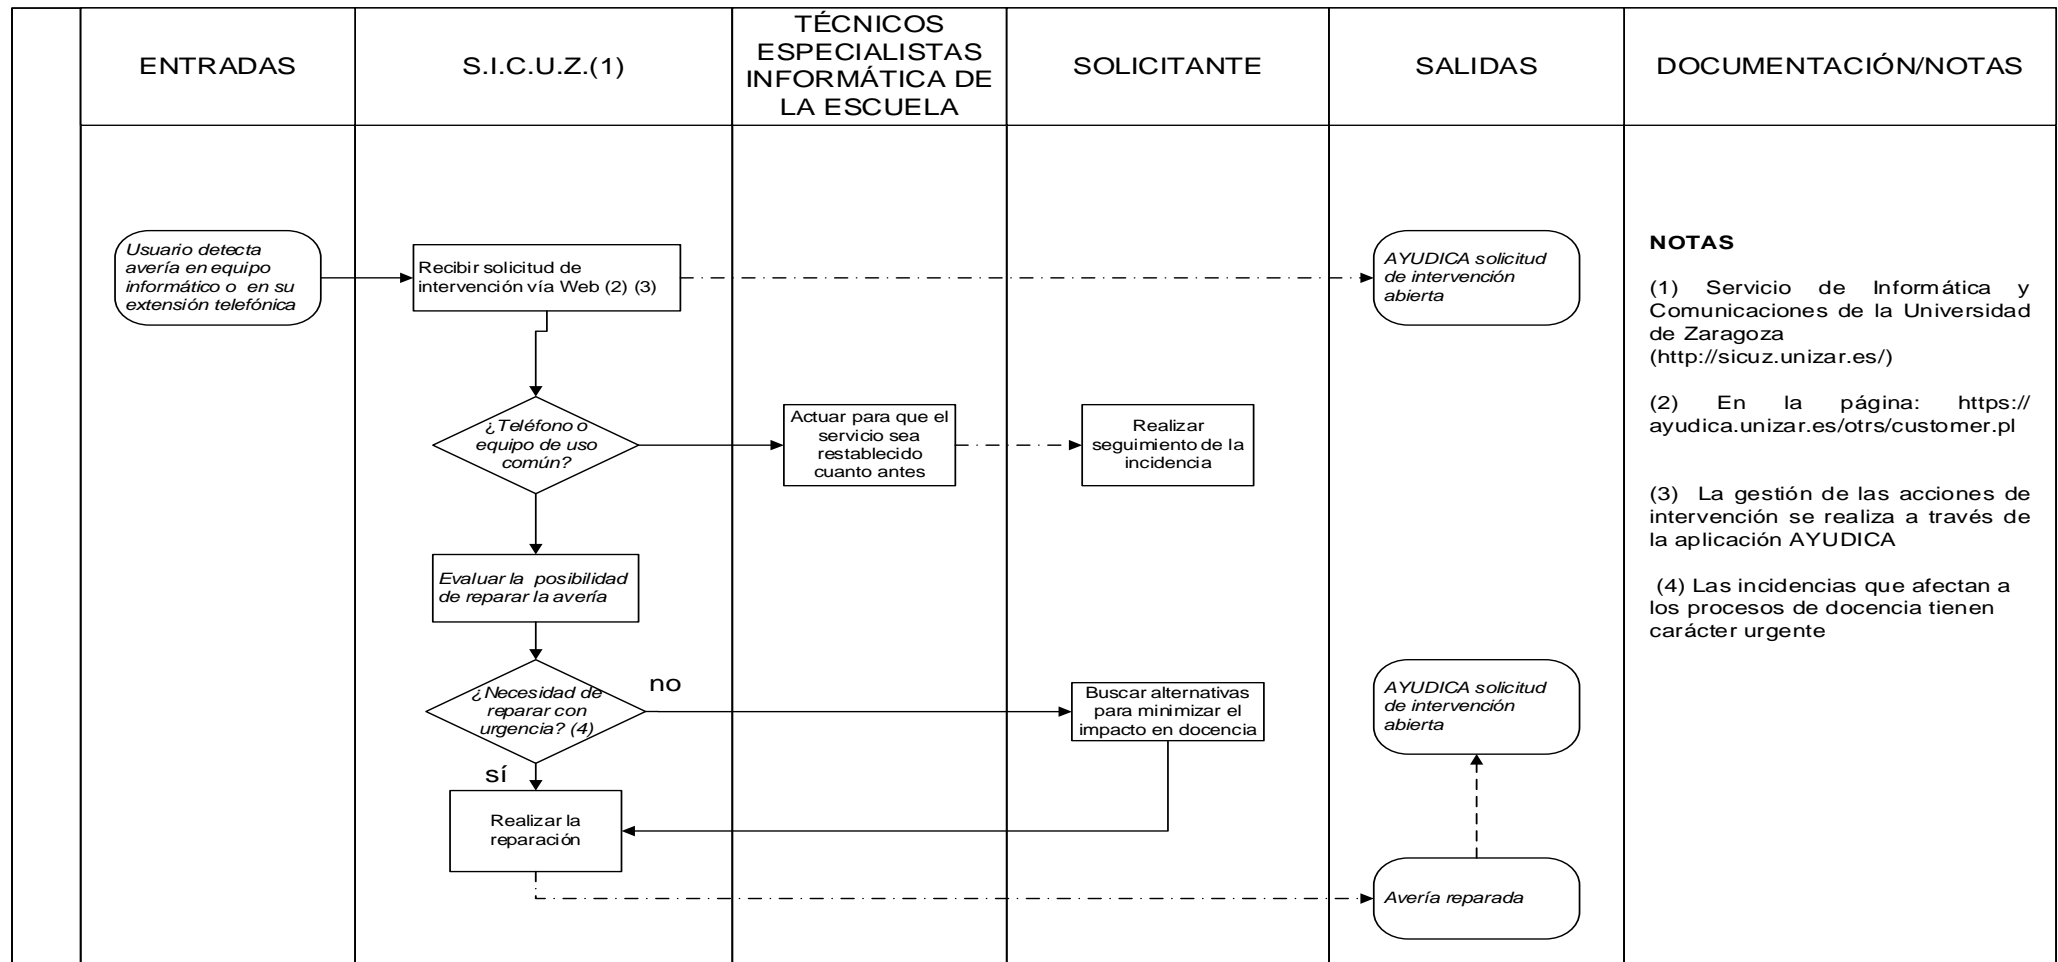 ENTRADAS
S.I.C.U.Z.(1)
TÉCNICOS
ESPECIALISTAS
INFORMÁTICA DE
LA ESCUELA
SOLICITANTE
SALIDAS
DOCUMENTACIÓN/NOTAS
Usuario detecta
avería en equipo
informático o en su
extensión telefónica
Recibir solicitud de
intervención vía Web (2) (3)
AYUDICA solicitud
de intervención
abierta
¿Teléfono o
equipo de uso
común?
Actuar para que el
servicio sea
restablecido
cuanto antes
Realizar
seguimiento de la
incidencia
Evaluar la posibilidad
de reparar la avería
¿Necesidad de
reparar con
urgencia? (4)
no
sí
Buscar alternativas
para minimizar el
impacto en docencia
AYUDICA solicitud
de intervención
abierta
Realizar la
reparación
Avería reparada
NOTAS
(1) Servicio de Informática y
Comunicaciones de la Universidad
de Zaragoza
(http://sicuz.unizar.es/)
(2) En la página: https://
ayudica.unizar.es/otrs/customer.pl
(3) La gestión de las acciones de
intervención se realiza a través de
la aplicación AYUDICA
(4) Las incidencias que afectan a
los procesos de docencia tienen
carácter urgente